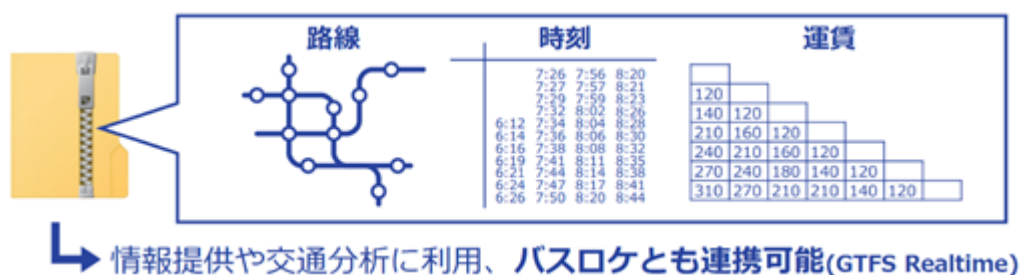 路線
時刻
運賃
7:26 7:56 8:20
7:27 7:57 8:21
7:29 7:59 8:23
7:32 8:02 8:26
6:12 7:34 8:04 8:28
6:14 7:36 8:06 8:30
6:16 7:38 8:08 8:32
6:19 7:41 8:11 8:35
6:21 7:44 8:14 8:38
6:24 7:47 8:17 8:41
6:26 7:50 8:20 8:44
120
140 120
210 160 120
240 210 160 120
270 240 180 140 120
310 270 210 210 140 120
情報提供や交通分析に利用、バスロケとも連携可能(GTFS Realtime)